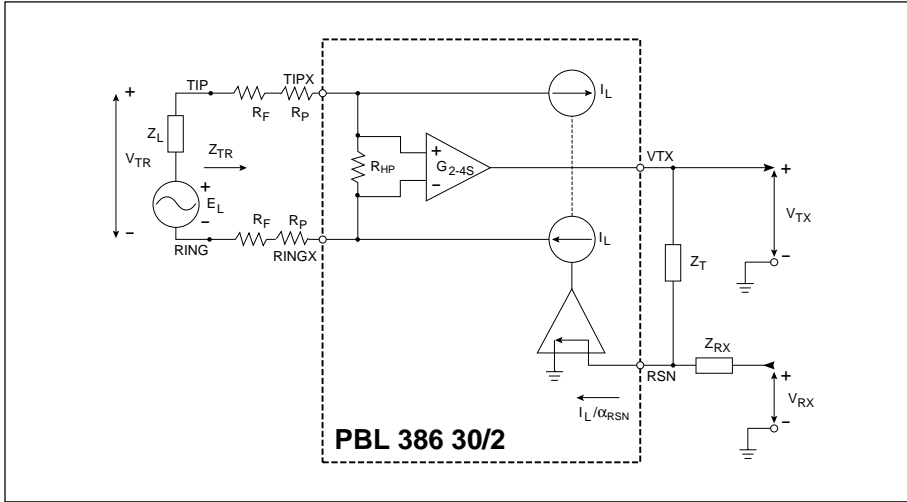 TIP
TIPX
I_L
R_F
R_P
+
Z_L
Z_TR
V_TR
+
E_L
−
−
R_HP
+
−
G_2-4S
VTX
+
V_TX
−
R_F
R_P
RING
RINGX
I_L
Z_T
Z_RX
RSN
+
V_RX
−
I_L/α_RSN
PBL 386 30/2